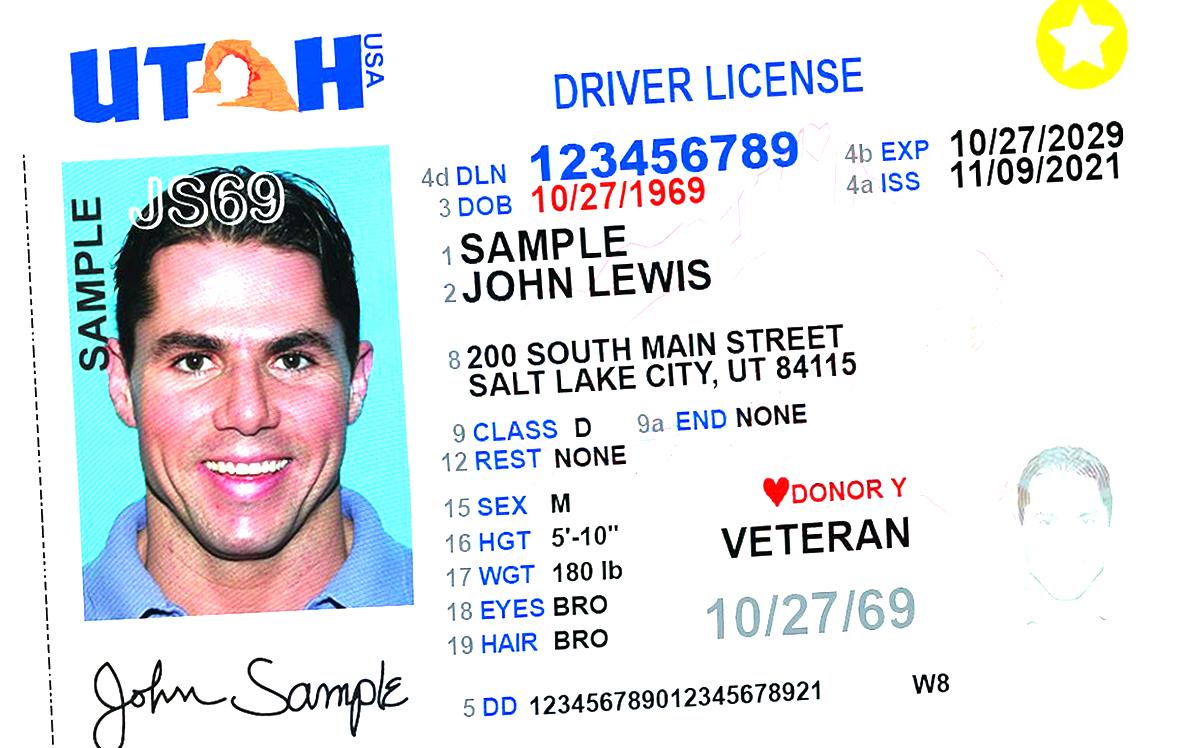 UTAH USA
DRIVER LICENSE
JS69
SAMPLE
4d DLN 123456789
3 DOB 10/27/1969
4b EXP 10/27/2029
4a ISS 11/09/2021
1 SAMPLE
2 JOHN LEWIS
8 200 SOUTH MAIN STREET
SALT LAKE CITY, UT 84115
9 CLASS D 9a END NONE
12 REST NONE
15 SEX M
16 HGT 5'-10"
17 WGT 180 lb
18 EYES BRO
19 HAIR BRO
♥DONOR Y
VETERAN
10/27/69
John Sample
5 DD 123456789012345678921
W8